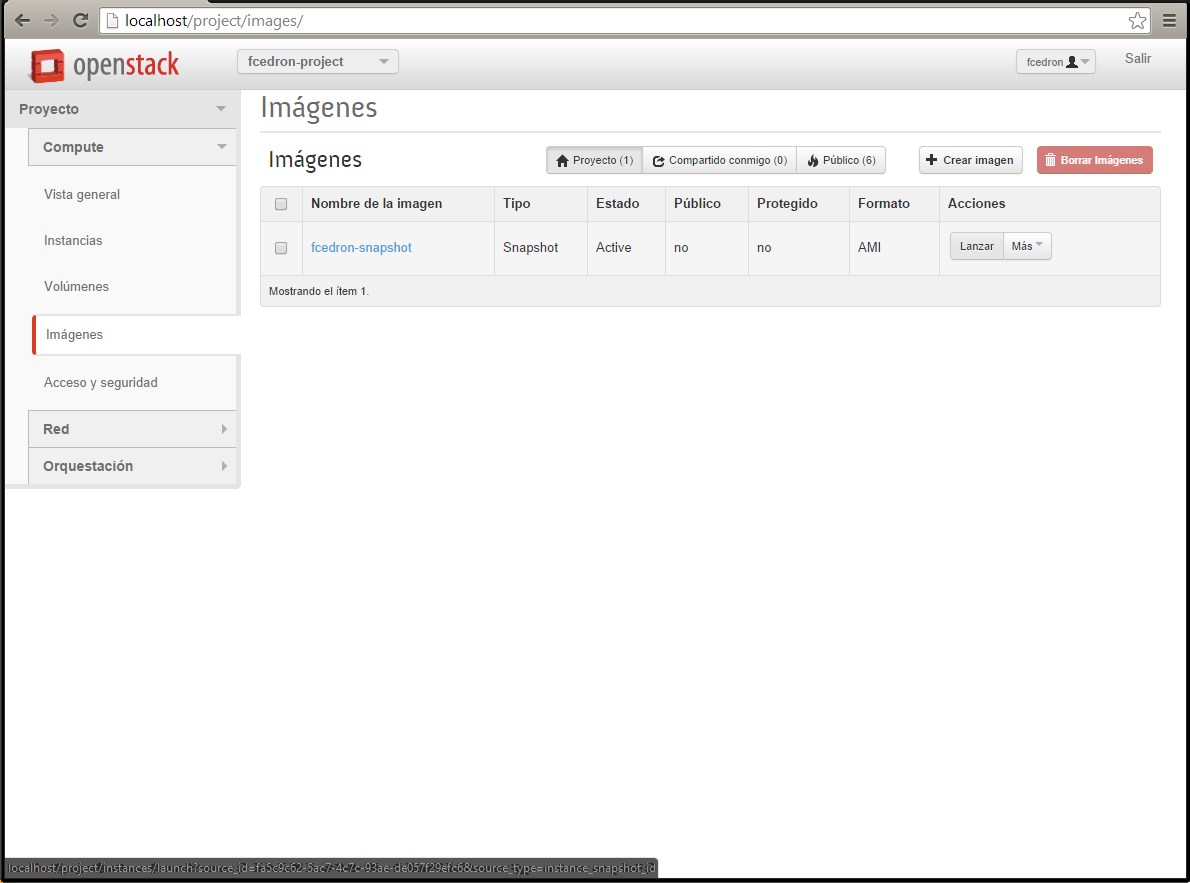 localhost/project/images/
openstack
fcedron-project
fcedron
Salir
Proyecto
Compute
Vista general
Instancias
Volúmenes
Imágenes
Acceso y seguridad
Red
Orquestación
Imágenes
Imágenes
Proyecto (1) Compartido conmigo (0) Público (6) Crear imagen Borrar Imágenes
Nombre de la imagen Tipo Estado Público Protegido Formato Acciones
fcedron-snapshot Snapshot Active no no AMI Lanzar Más
Mostrando el ítem 1.
localhost/project/instances/launch?source_id=fa5c9c62-5ac7-4c7c-93ae-de057f29efc6&source_type=instance_snapshot_id